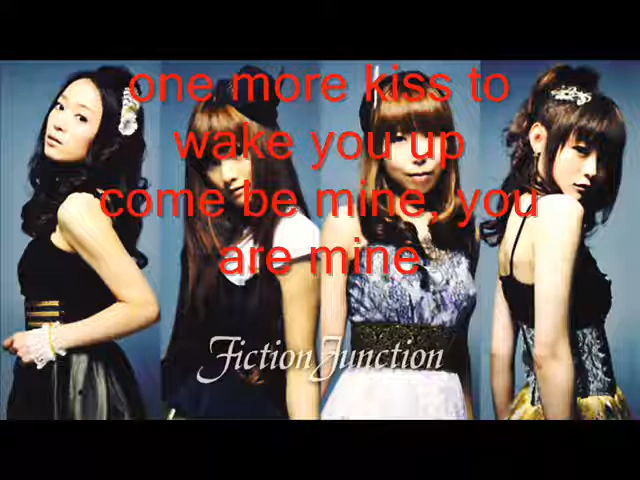 one more kiss to
wake you up
come be mine, you
are mine
FictionJunction